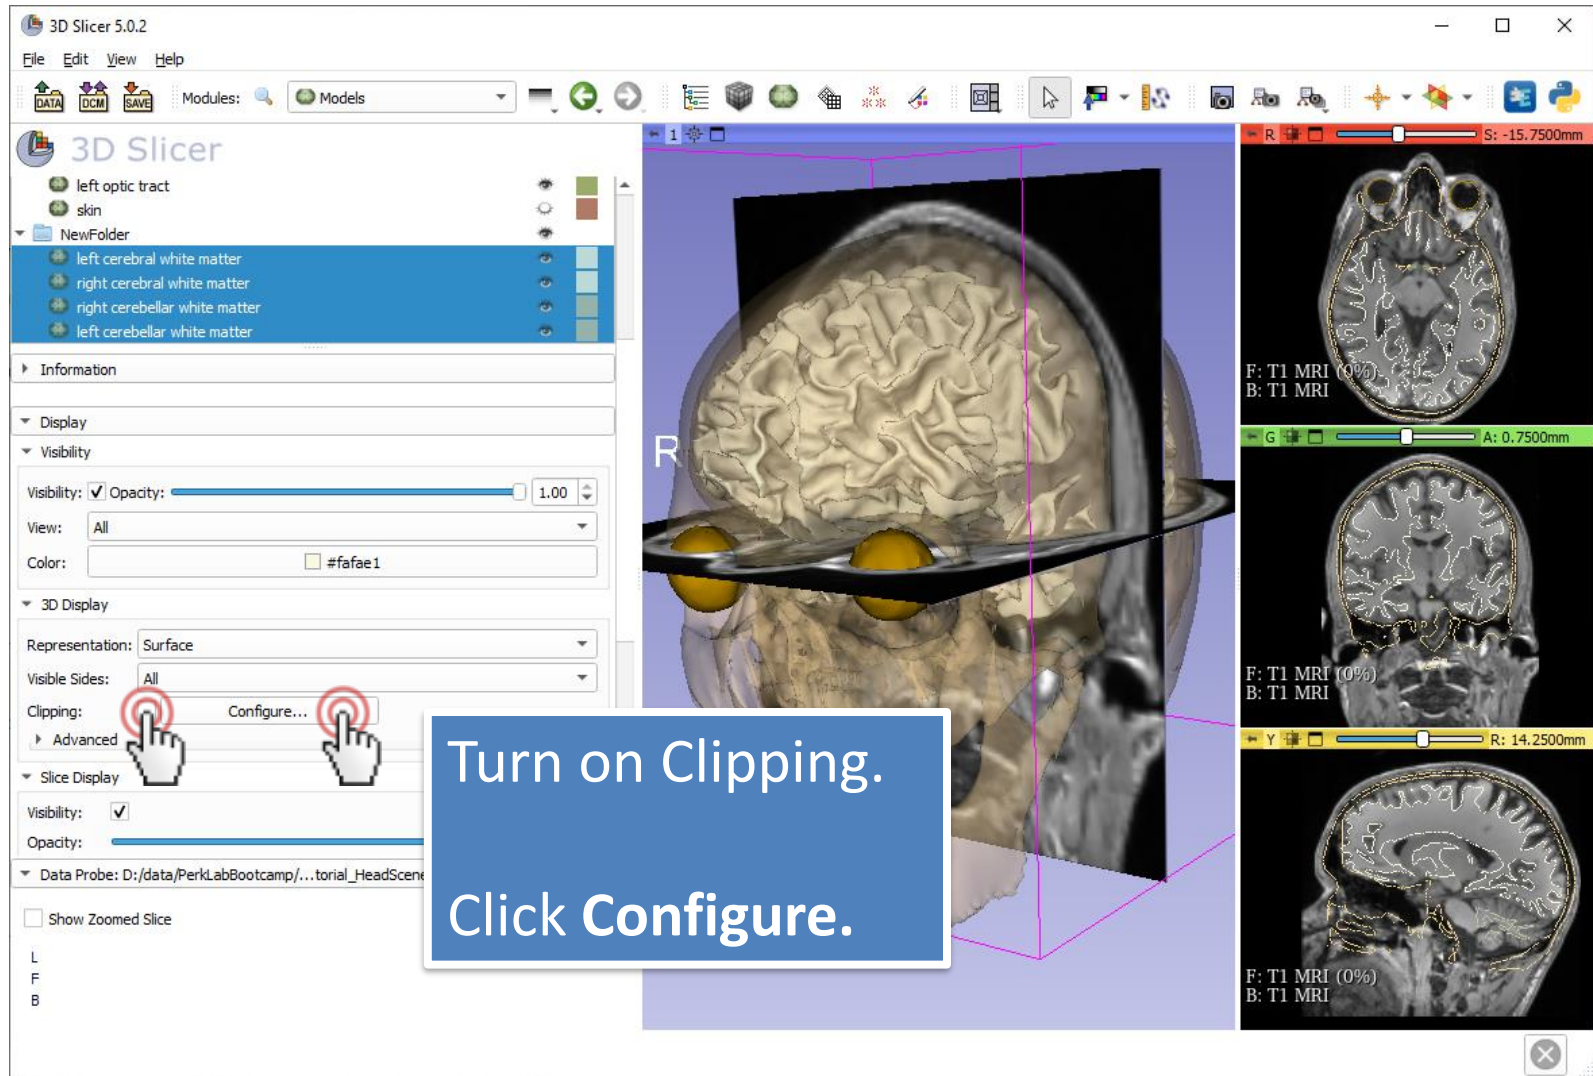 3D Slicer 5.0.2
File Edit View Help
DATA DCM SAVE Modules: Models
3D Slicer
left optic tract
skin
NewFolder
left cerebral white matter
right cerebral white matter
right cerebellar white matter
left cerebellar white matter
Information
Display
Visibility
Visibility: Opacity: 1.00
View: All
Color: #fafae1
3D Display
Representation: Surface
Visible Sides: All
Clipping: Configure...
Advanced
Slice Display
Visibility:
Opacity:
Data Probe: D:/data/PerkLabBootcamp/...torial_HeadScene
Show Zoomed Slice
L
F
B
1
R
Turn on Clipping.
Click Configure.
R S: -15.7500mm
F: T1 MRI (0%)
B: T1 MRI
G A: 0.7500mm
F: T1 MRI (0%)
B: T1 MRI
Y R: 14.2500mm
F: T1 MRI (0%)
B: T1 MRI